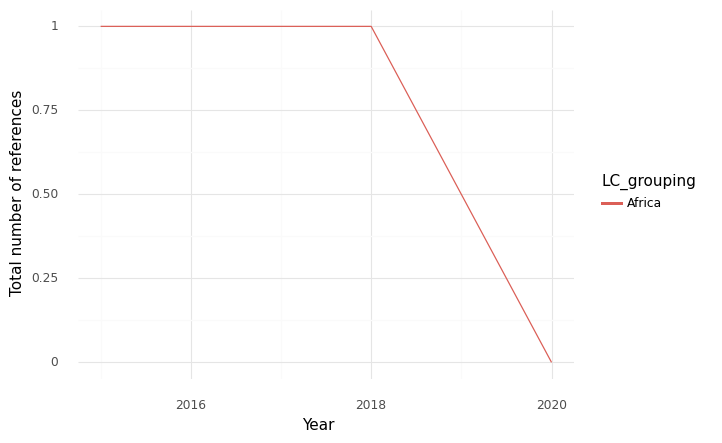 1
0.75
0.50
0.25
0
Total number of references
2016
2018
2020
Year
LC_grouping
Africa